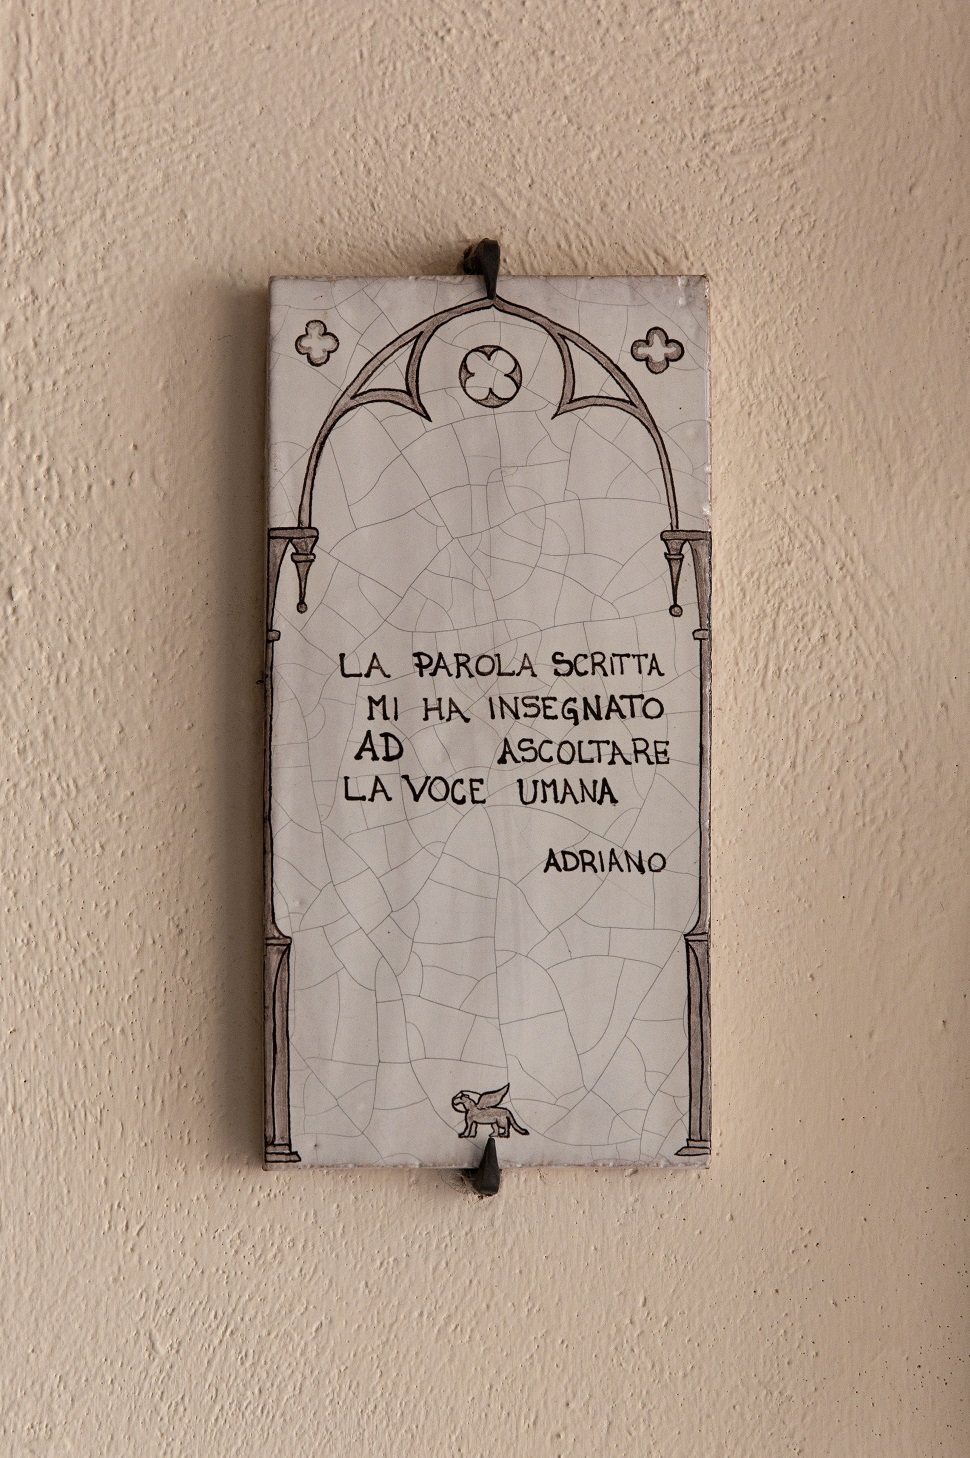 LA PAROLA SCRITTA
MI HA INSEGNATO
AD ASCOLTARE
LA VOCE UMANA
ADRIANO